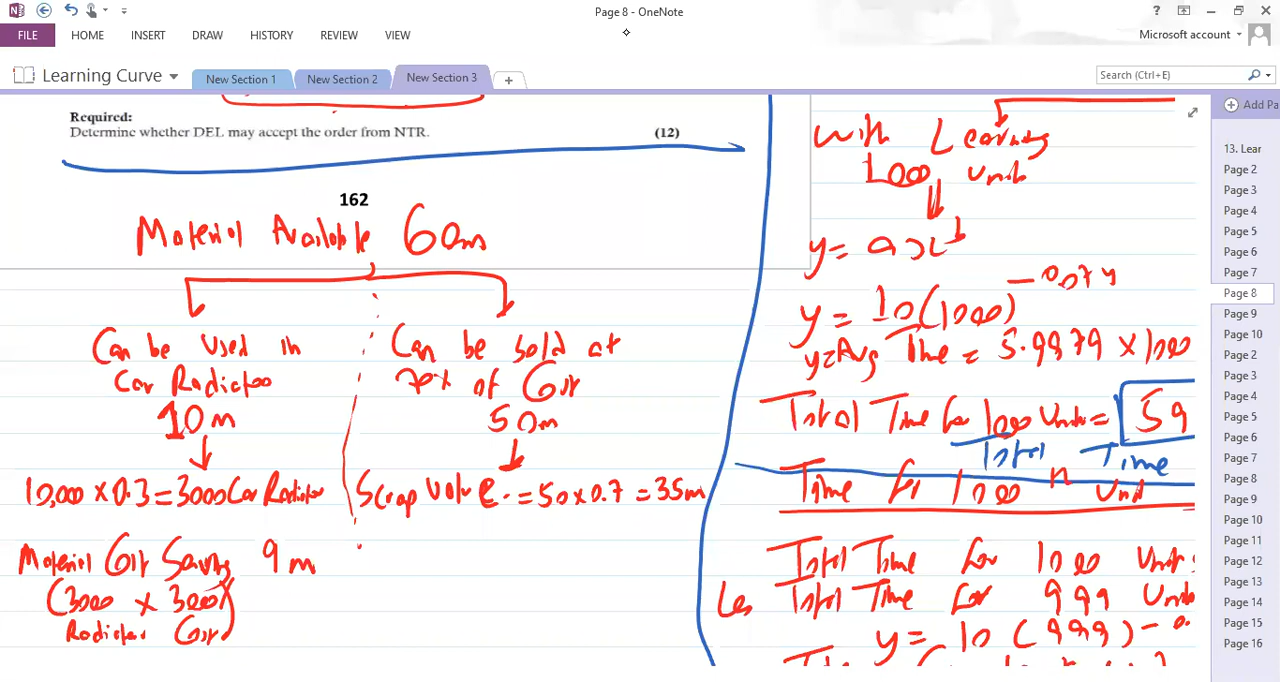 Page 8 - OneNote
?
FILE HOME INSERT DRAW HISTORY REVIEW VIEW
Microsoft account
Learning Curve New Section 1 New Section 2 New Section 3 +
Search (Ctrl+E)
Add Pa
13. Lear
Page 2
Page 3
Page 4
Page 5
Page 6
Page 7
Page 8
Page 9
Page 10
Page 2
Page 3
Page 4
Page 5
Page 6
Page 7
Page 8
Page 9
Page 10
Page 11
Page 12
Page 13
Page 14
Page 15
Page 16
Required:
Determine whether DEL may accept the order from NTR. (12)
162
Material Available 60m
Can be Used in
Car Radiator
10m
10,000 × 0.3 = 3000 Car Radiator
Material Cost Saving 9m
(3000 × 3000)
Radiator Cost
Can be Sold at
70% of Cost
50m
Scrap Value = 50 × 0.7 = 35m
With Learning
1000 Units
y = ax
y = 10(1000) -0.074
y = Avg Time = 5.9979 × 1000
Total Time for 1000 Units = 59
Total Time
Time for 1000 n Unit
Total Time for 1000 Units
Les Total Time for 999 Units
y = 10 (999) -0.